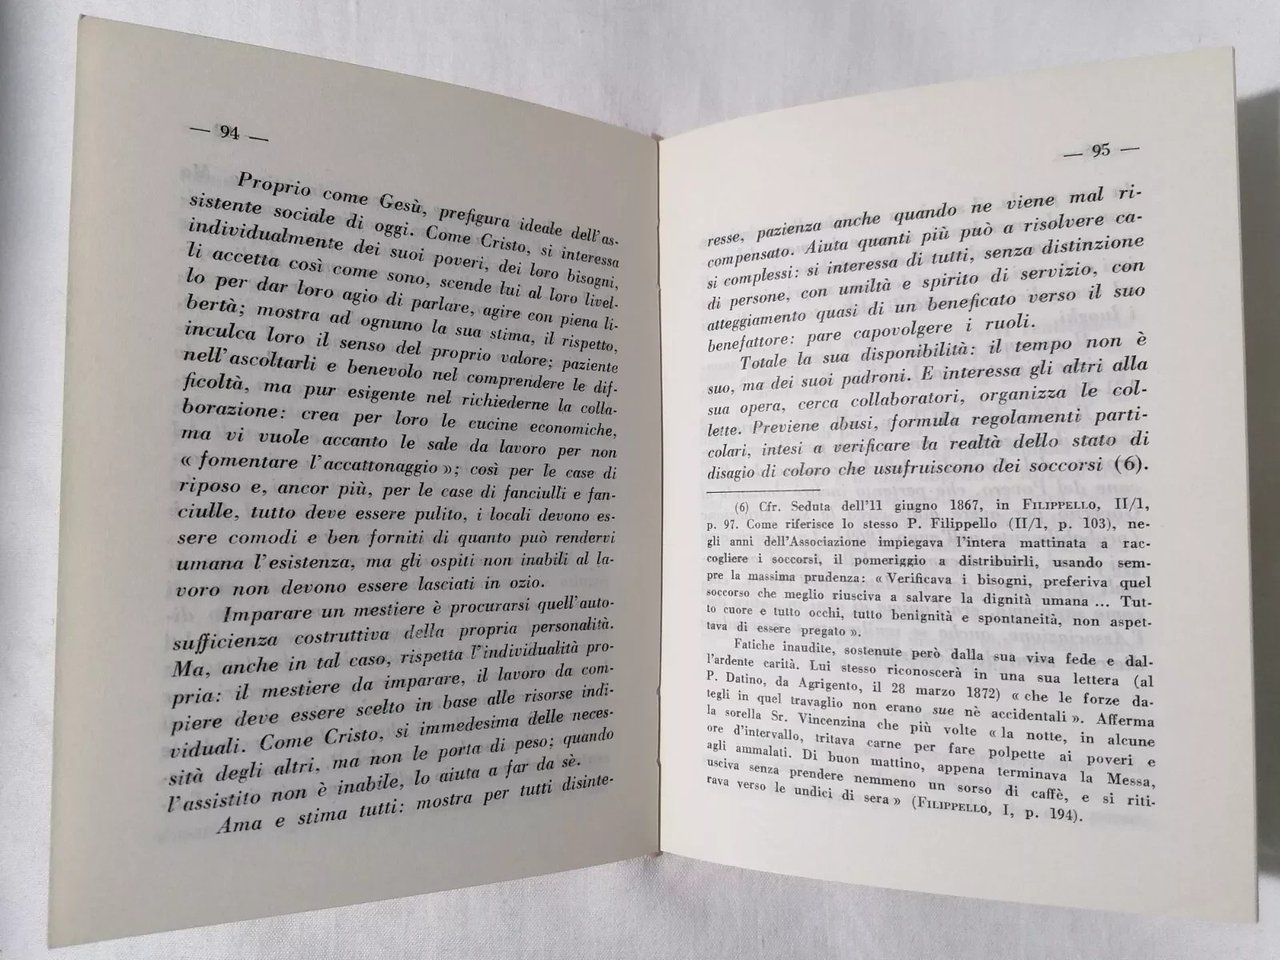 — 94 —
Proprio come Gesù, prefigura ideale dell'as-
sistente sociale di oggi. Come Cristo, si interessa
individualmente dei suoi poveri, dei loro bisogni,
li accetta così come sono, scende lui al loro livel-
lo per dar loro agio di parlare, agire con piena li-
bertà; mostra ad ognuno la sua stima, il rispetto,
inculca loro il senso del proprio valore; paziente
nell'ascoltarli e benevolo nel comprendere le dif-
ficoltà, ma pur esigente nel richiederne la colla-
borazione: crea per loro le cucine economiche,
ma vi vuole accanto le sale da lavoro per non
« fomentare l'accattonaggio »; così per le case di
riposo e, ancor più, per le case di fanciulli e fan-
ciulle, tutto deve essere pulito, i locali devono es-
sere comodi e ben forniti di quanto può rendervi
umana l'esistenza, ma gli ospiti non inabili al la-
voro non devono essere lasciati in ozio.
Imparare un mestiere è procurarsi quell'auto-
sufficienza costruttiva della propria personalità.
Ma, anche in tal caso, rispetta l'individualità pro-
pria: il mestiere da imparare, il lavoro da com-
piere deve essere scelto in base alle risorse indi-
viduali. Come Cristo, si immedesima delle neces-
sità degli altri, ma non le porta di peso; quando
l'assistito non è inabile, lo aiuta a far da sè.
Ama e stima tutti: mostra per tutti disinte-
— 95 —
resse, pazienza anche quando ne viene mal ri-
compensato. Aiuta quanti più può a risolvere ca-
si complessi: si interessa di tutti, senza distinzione
di persone, con umiltà e spirito di servizio, con
atteggiamento quasi di un beneficato verso il suo
benefattore: pare capovolgere i ruoli.
Totale la sua disponibilità: il tempo non è
suo, ma dei suoi padroni. E interessa gli altri alla
sua opera, cerca collaboratori, organizza le col-
lette. Previene abusi, formula regolamenti parti-
colari, intesi a verificare la realtà dello stato di
disagio di coloro che usufruiscono dei soccorsi (6).
(6) Cfr. Seduta dell'11 giugno 1867, in FILIPPELLO, II/1,
p. 97. Come riferisce lo stesso P. Filippello (II/1, p. 103), ne-
gli anni dell'Associazione impiegava l'intera mattinata a rac-
cogliere i soccorsi, il pomeriggio a distribuirli, usando sem-
pre la massima prudenza: « Verificava i bisogni, preferiva quel
soccorso che meglio riusciva a salvare la dignità umana ... Tut-
to cuore e tutto occhi, tutto benignità e spontaneità, non aspet-
tava di essere pregato ».
Fatiche inaudite, sostenute però dalla sua viva fede e dal-
l'ardente carità. Lui stesso riconoscerà in una sua lettera (al
P. Datino, da Agrigento, il 28 marzo 1872) « che le forze da-
tegli in quel travaglio non erano sue nè accidentali ». Afferma
la sorella Sr. Vincenzina che più volte « la notte, in alcune
ore d'intervallo, tritava carne per fare polpette ai poveri e
agli ammalati. Di buon mattino, appena terminava la Messa,
usciva senza prendere nemmeno un sorso di caffè, e si riti-
rava verso le undici di sera » (FILIPPELLO, I, p. 194).